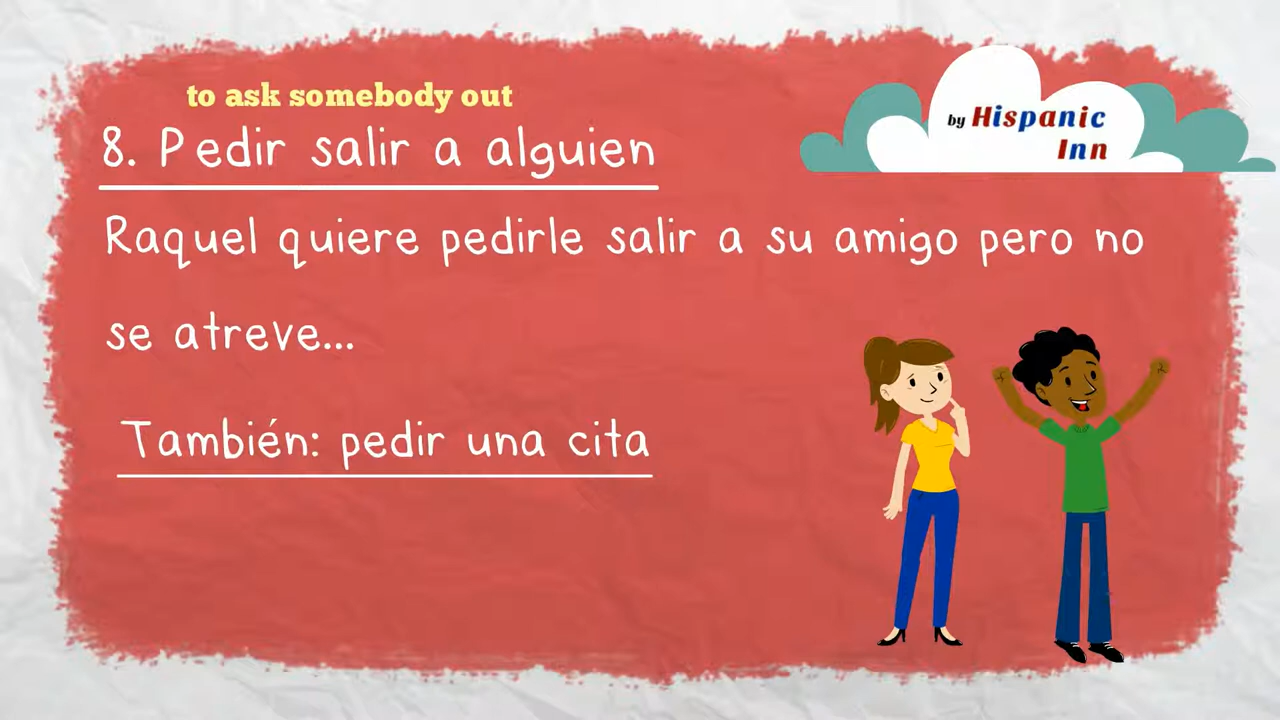 to ask somebody out
8. Pedir salir a alguien
by Hispanic
Inn
Raquel quiere pedirle salir a su amigo pero no
se atreve...
También: pedir una cita